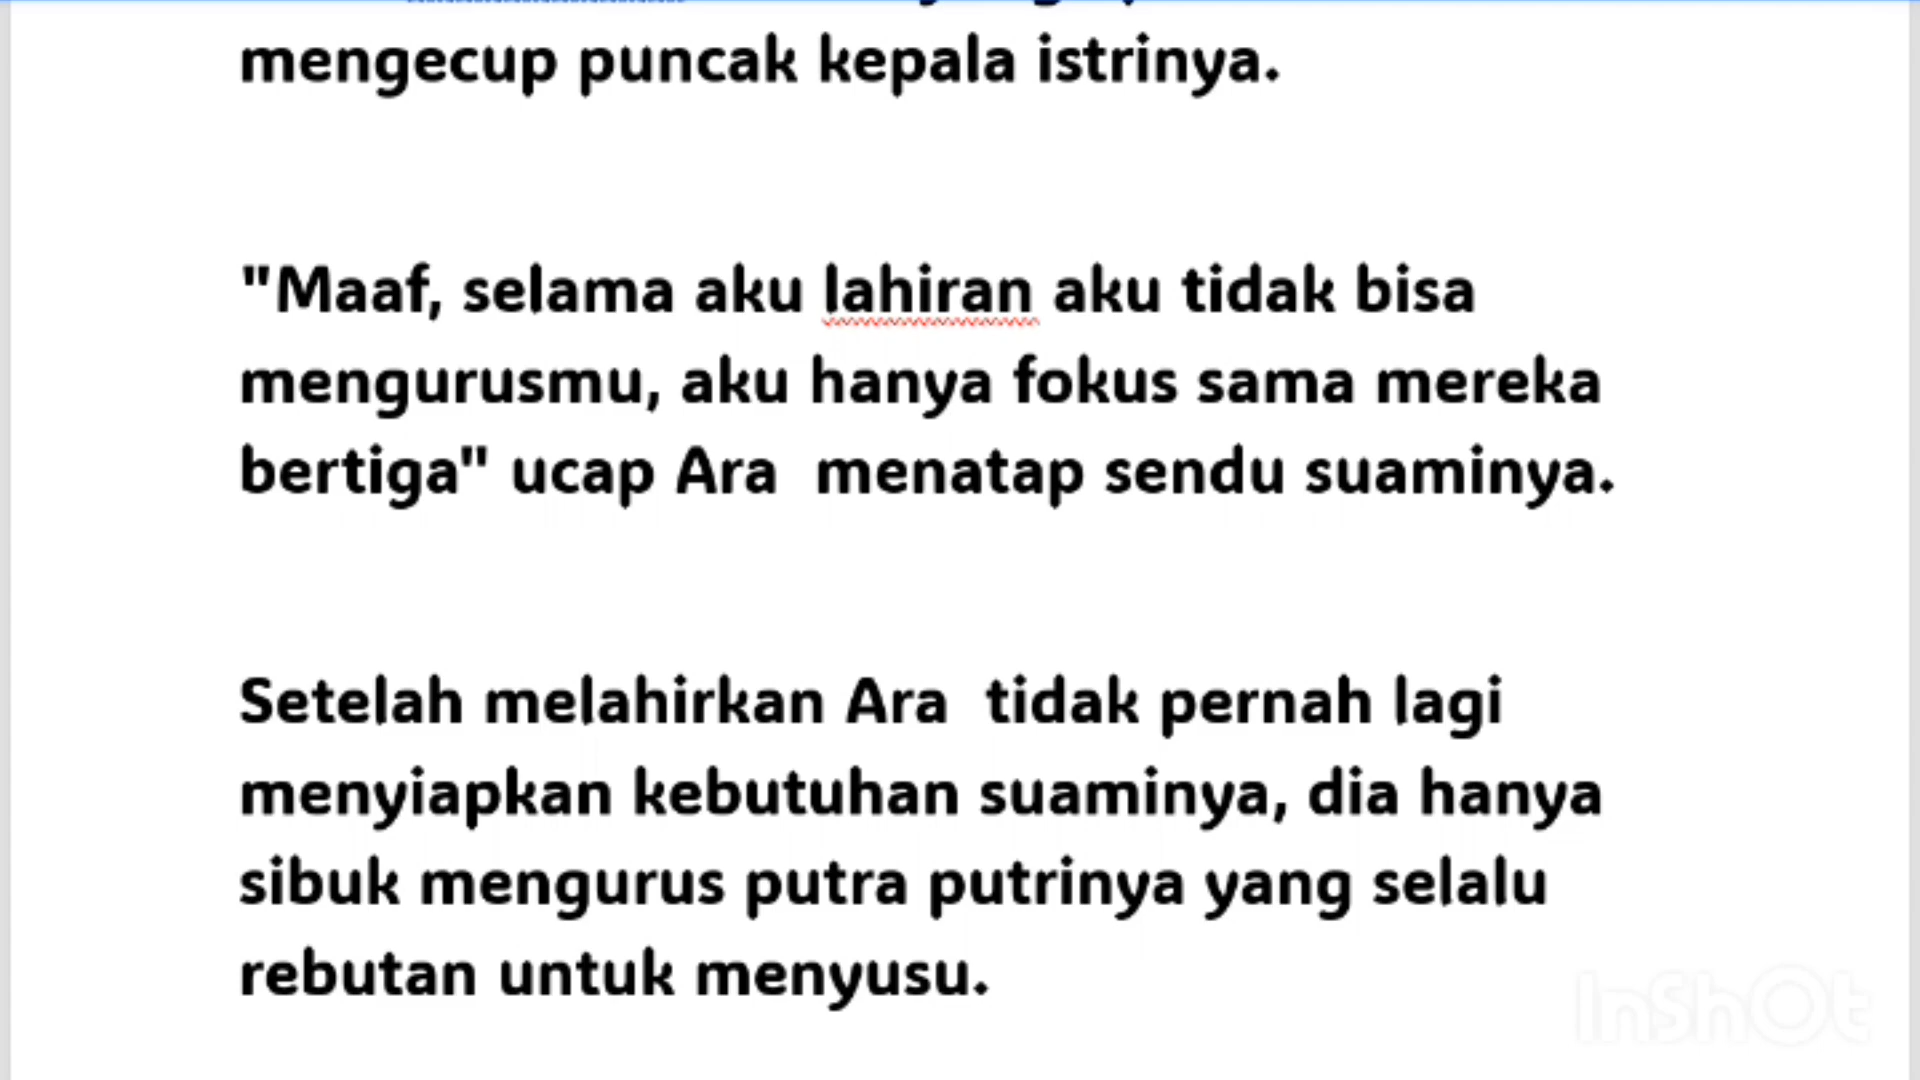 mengecup puncak kepala istrinya.
"Maaf, selama aku lahiran aku tidak bisa
mengurusmu, aku hanya fokus sama mereka
bertiga" ucap Ara  menatap sendu suaminya.
Setelah melahirkan Ara  tidak pernah lagi
menyiapkan kebutuhan suaminya, dia hanya
sibuk mengurus putra putrinya yang selalu
rebutan untuk menyusu.
InShOt